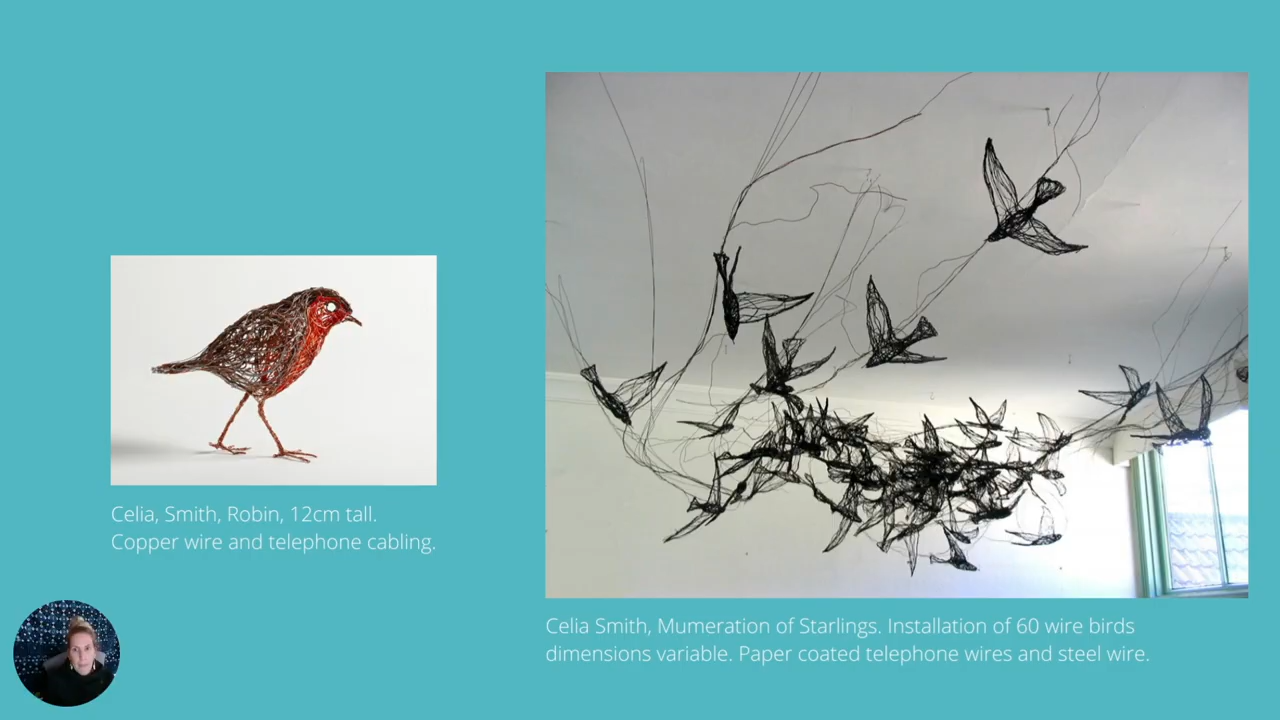 Celia, Smith, Robin, 12cm tall.
Copper wire and telephone cabling.
Celia Smith, Mumeration of Starlings. Installation of 60 wire birds
dimensions variable. Paper coated telephone wires and steel wire.